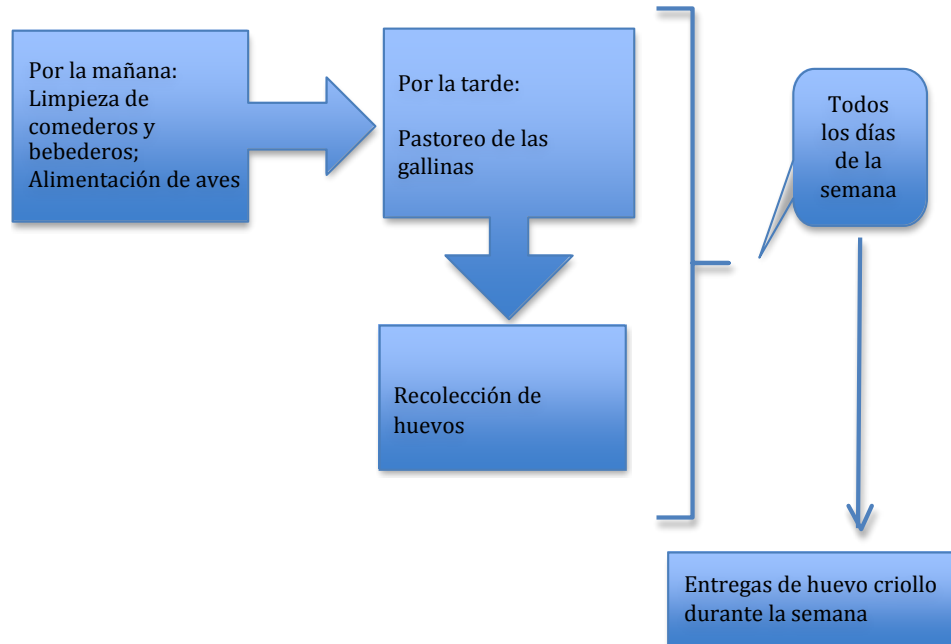 Por la mañana:
Limpieza de
comederos y
bebederos;
Alimentación de aves
Por la tarde:
Pastoreo de las
gallinas
Recolección de
huevos
Todos
los días
de la
semana
Entregas de huevo criollo
durante la semana